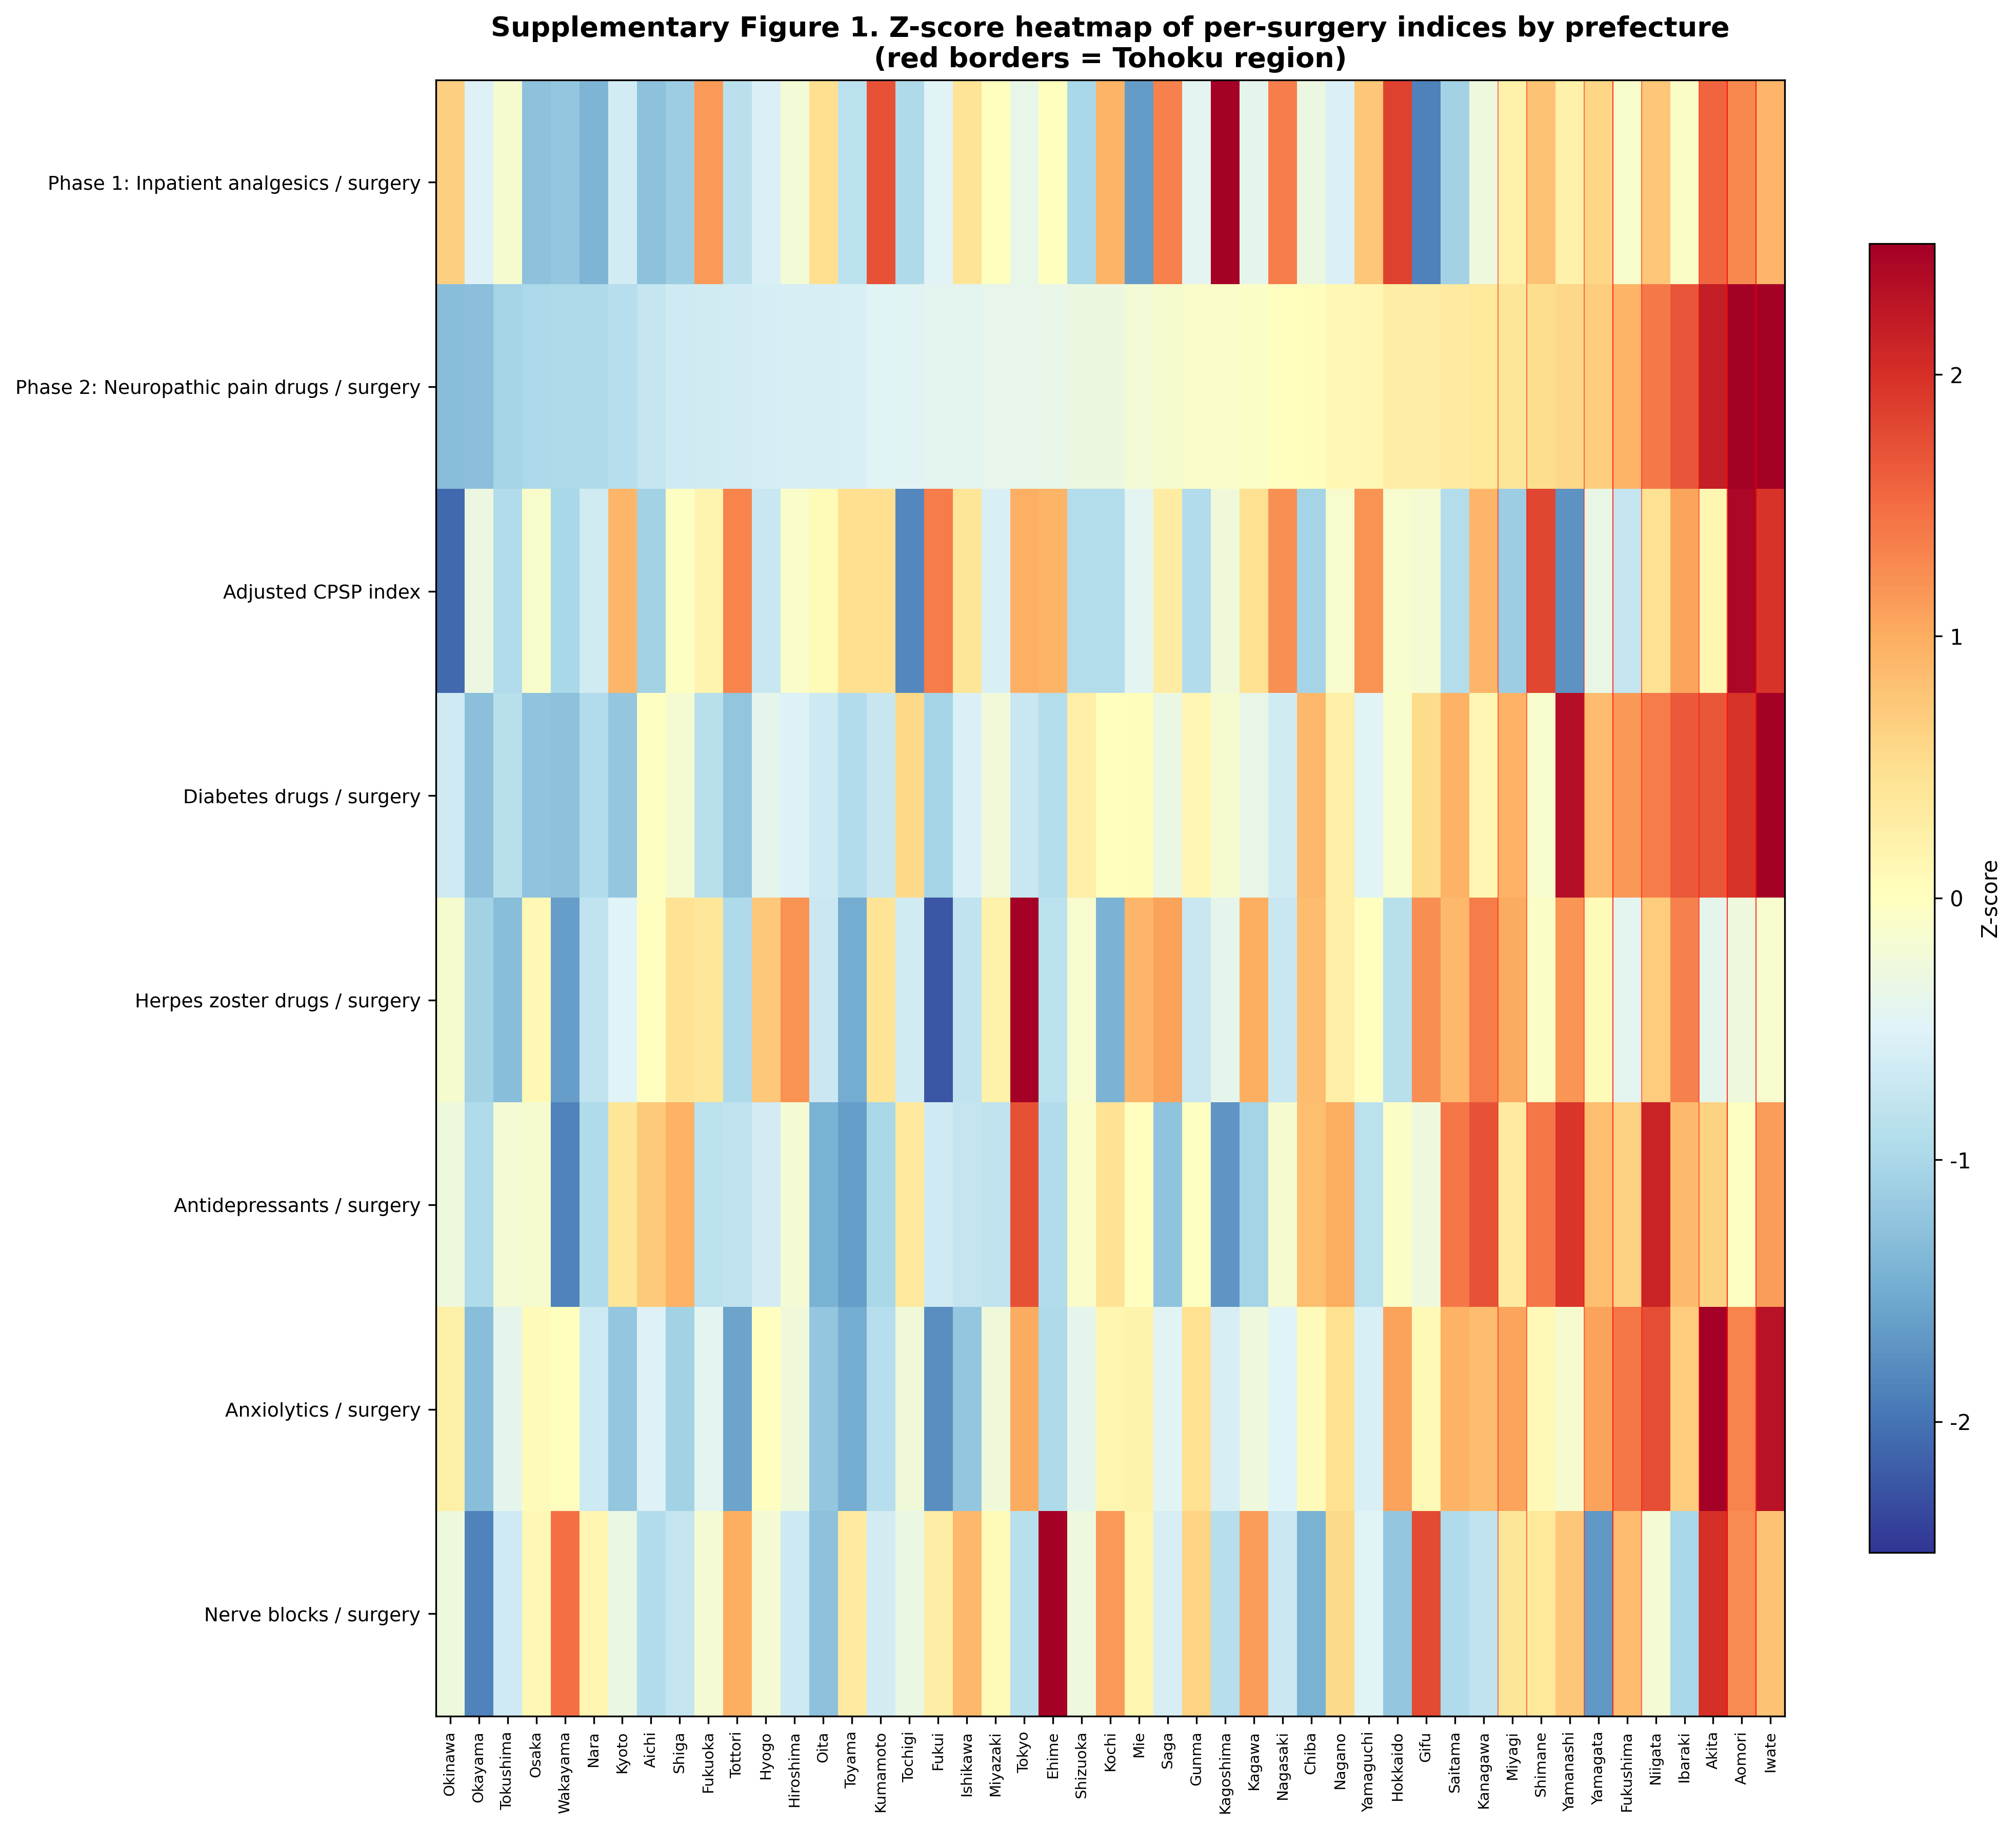 Supplementary Figure 1. Z-score heatmap of per-surgery indices by prefecture
(red borders = Tohoku region)
Phase 1: Inpatient analgesics / surgery
Phase 2: Neuropathic pain drugs / surgery
Adjusted CPSP index
Diabetes drugs / surgery
Herpes zoster drugs / surgery
Antidepressants / surgery
Anxiolytics / surgery
Nerve blocks / surgery
Okinawa
Okayama
Tokushima
Osaka
Wakayama
Nara
Kyoto
Aichi
Shiga
Fukuoka
Tottori
Hyogo
Hiroshima
Oita
Toyama
Kumamoto
Tochigi
Fukui
Ishikawa
Miyazaki
Tokyo
Ehime
Shizuoka
Kochi
Mie
Saga
Gunma
Kagoshima
Kagawa
Nagasaki
Chiba
Nagano
Yamaguchi
Hokkaido
Gifu
Saitama
Kanagawa
Miyagi
Shimane
Yamanashi
Yamagata
Fukushima
Niigata
Ibaraki
Akita
Aomori
Iwate
2
1
0
-1
-2
Z-score